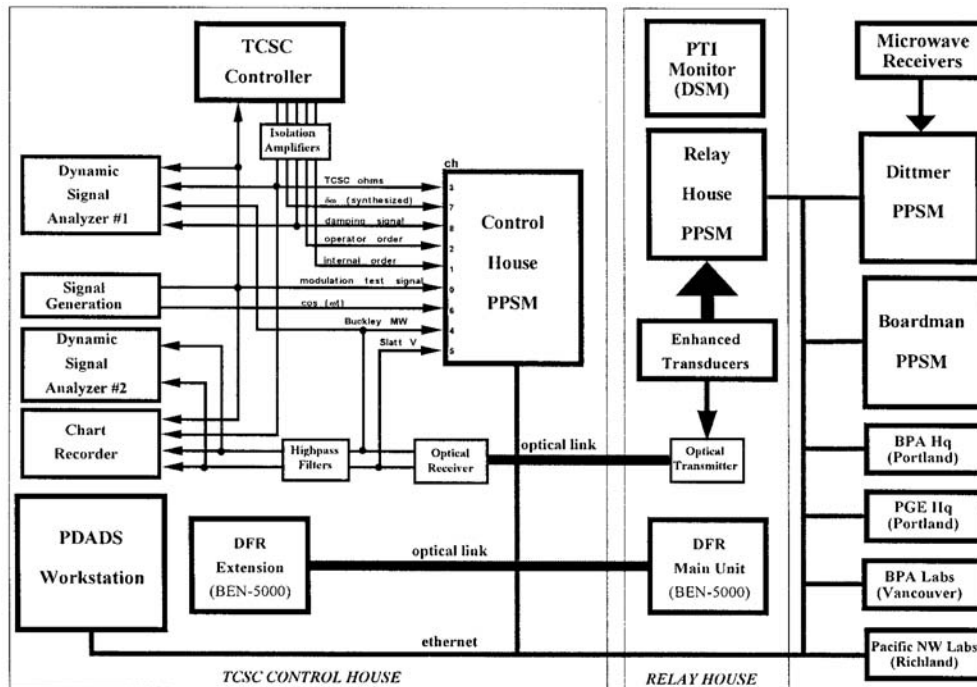 TCSC
Controller
Isolation
Amplifiers
Dynamic
Signal
Analyzer #1
Signal
Generation
Dynamic
Signal
Analyzer #2
Chart
Recorder
ch
TCSC ohms
3
(synthesized)
7
damping signal
8
operator order
2
internal order
1
modulation test signal
cos (ωt)
6
Buckley MW
4
Slatt V
5
Control
House
PPSM
Highpass
Filters
Optical
Receiver
optical link
Optical
Transmitter
PDADS
Workstation
DFR
Extension
(BEN-5000)
optical link
DFR
Main Unit
(BEN-5000)
ethernet
TCSC CONTROL HOUSE
PTI
Monitor
(DSM)
Relay
House
PPSM
Enhanced
Transducers
RELAY HOUSE
Microwave
Receivers
Dittmer
PPSM
Boardman
PPSM
BPA Hq
(Portland)
PGE Hq
(Portland)
BPA Labs
(Vancouver)
Pacific NW Labs
(Richland)